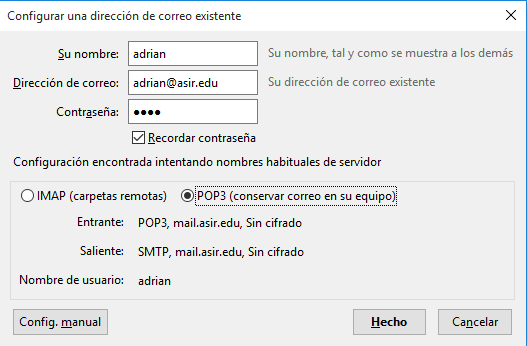 Configurar una dirección de correo existente
Su nombre: adrian Su nombre, tal y como se muestra a los demás
Dirección de correo: adrian@asir.edu Su dirección de correo existente
Contraseña: ●●●●
Recordar contraseña
Configuración encontrada intentando nombres habituales de servidor
IMAP (carpetas remotas) POP3 (conservar correo en su equipo)
Entrante: POP3, mail.asir.edu, Sin cifrado
Saliente: SMTP, mail.asir.edu, Sin cifrado
Nombre de usuario: adrian
Config. manual Hecho Cancelar